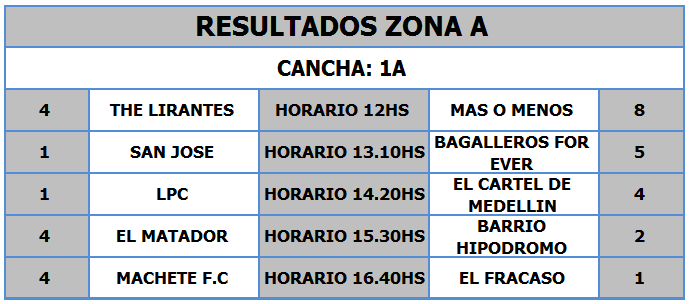 RESULTADOS ZONA A
CANCHA: 1A
4 THE LIRANTES HORARIO 12HS MAS O MENOS 8
1 SAN JOSE HORARIO 13.10HS BAGALLEROS FOR EVER 5
1 LPC HORARIO 14.20HS EL CARTEL DE MEDELLIN 4
4 EL MATADOR HORARIO 15.30HS BARRIO HIPODROMO 2
4 MACHETE F.C HORARIO 16.40HS EL FRACASO 1